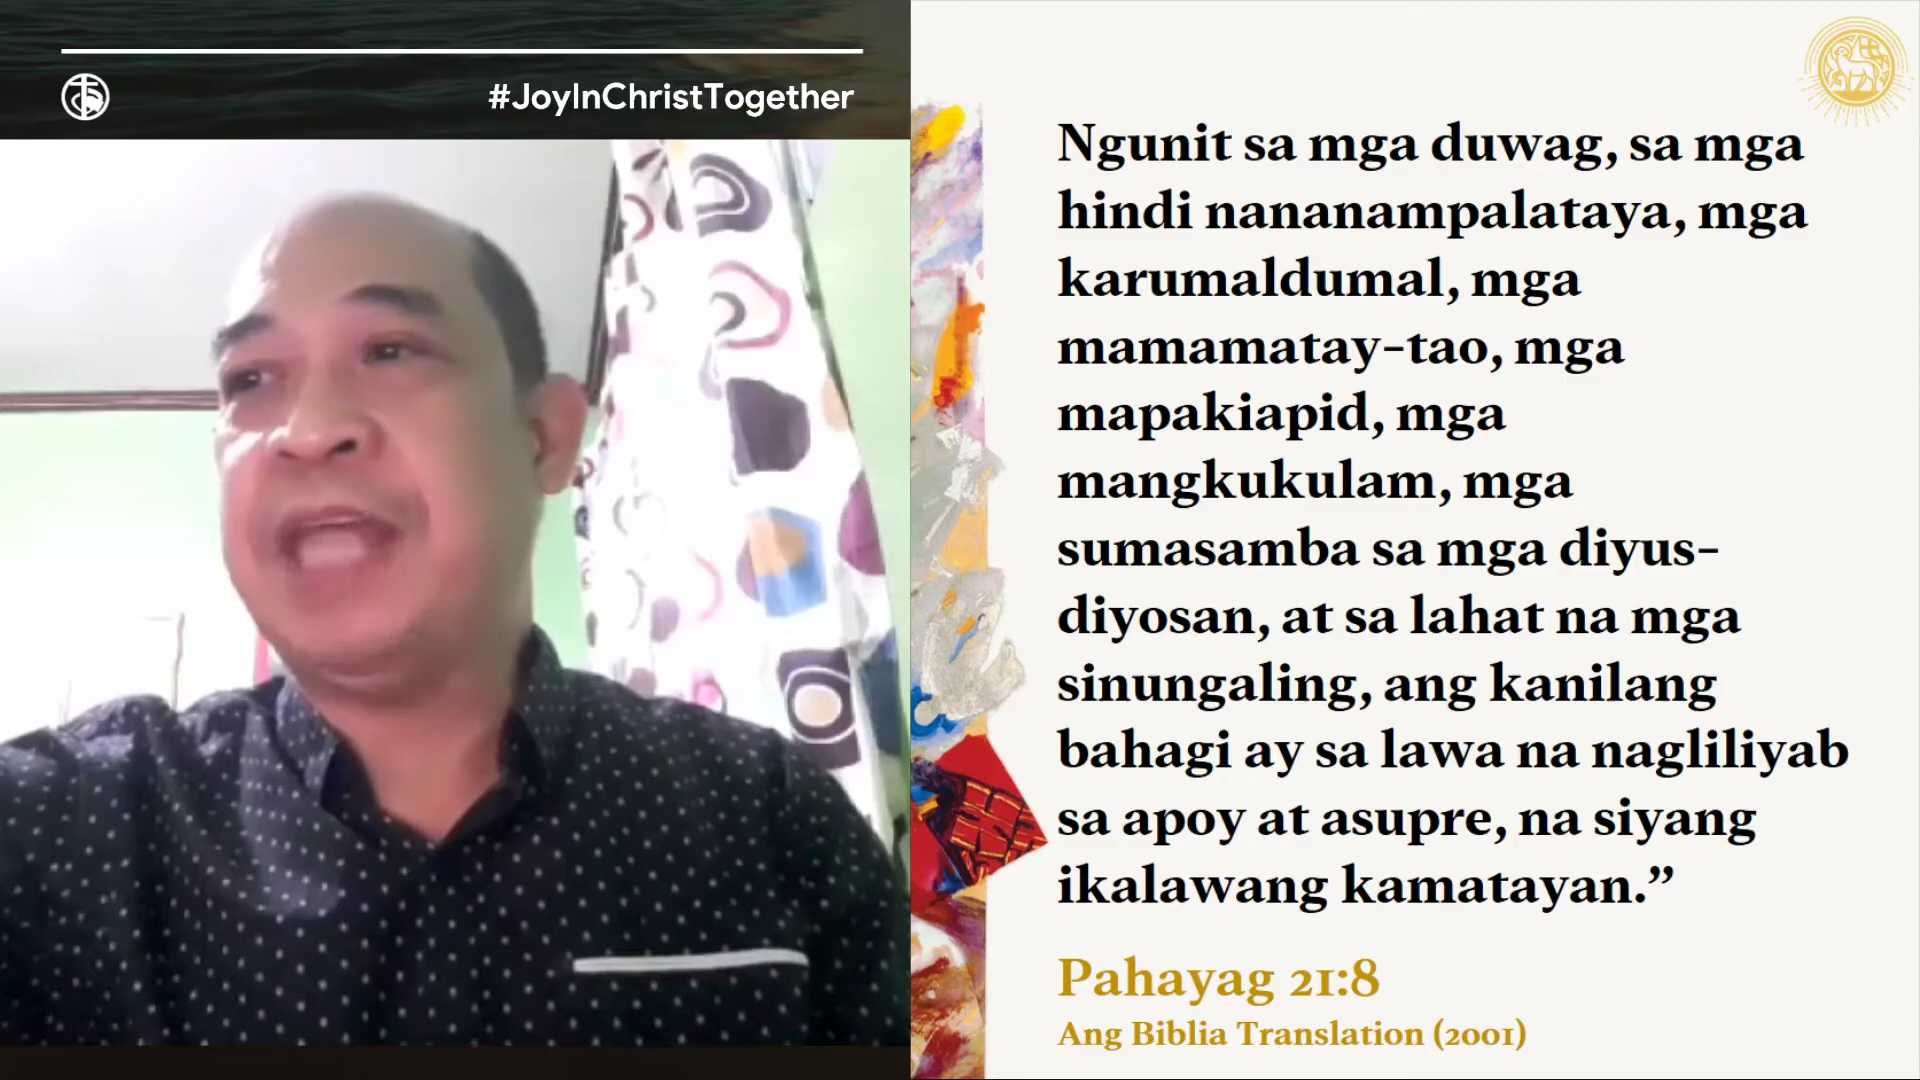 #JoyInChristTogether
Ngunit sa mga duwag, sa mga
hindi nananampalataya, mga
karumaldumal, mga
mamamatay-tao, mga
mapakiapid, mga
mangkukulam, mga
sumasamba sa mga diyus-
diyosan, at sa lahat na mga
sinungaling, ang kanilang
bahagi ay sa lawa na nagliliyab
sa apoy at asupre, na siyang
ikalawang kamatayan.”
Pahayag 21:8
Ang Biblia Translation (2001)